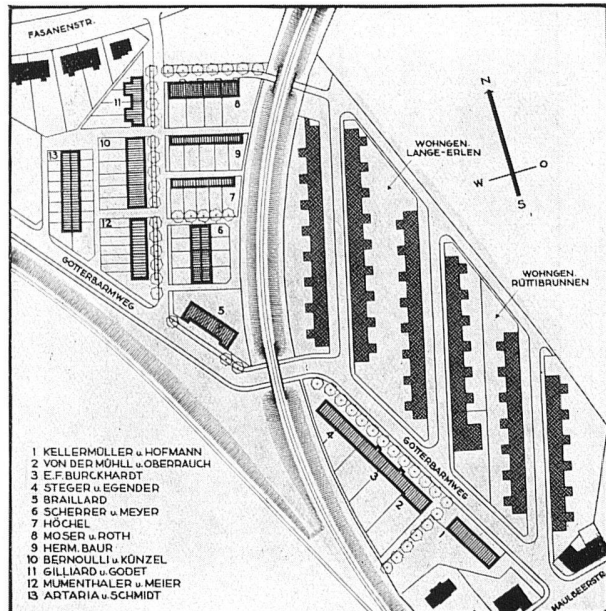 FASANENSTR.
11
8
10
9
13
7
12
6
5
GOTTERBARMWEG
WOHNGEN.
LANGE-ERLEN
N
W
O
S
WOHNGEN.
RÜTTIBRUNNEN
4
3
2
1
GOTTERBARMWEG
MAULBEERSTR.
1 KELLERMÜLLER u. HOFMANN
2 VON DER MÜHLL u. OBERRAUCH
3 E.F. BURCKHARDT
4 STEGER u. EGENDER
5 BRAILLARD
6 SCHERRER u. MEYER
7 HÖCHEL
8 MOSER u. ROTH
9 HERM. BAUR
10 BERNOULLI u. KÜNZEL
11 GILLIARD u. GODET
12 MUMENTHALER u. MEIER
13 ARTARIA u. SCHMIDT